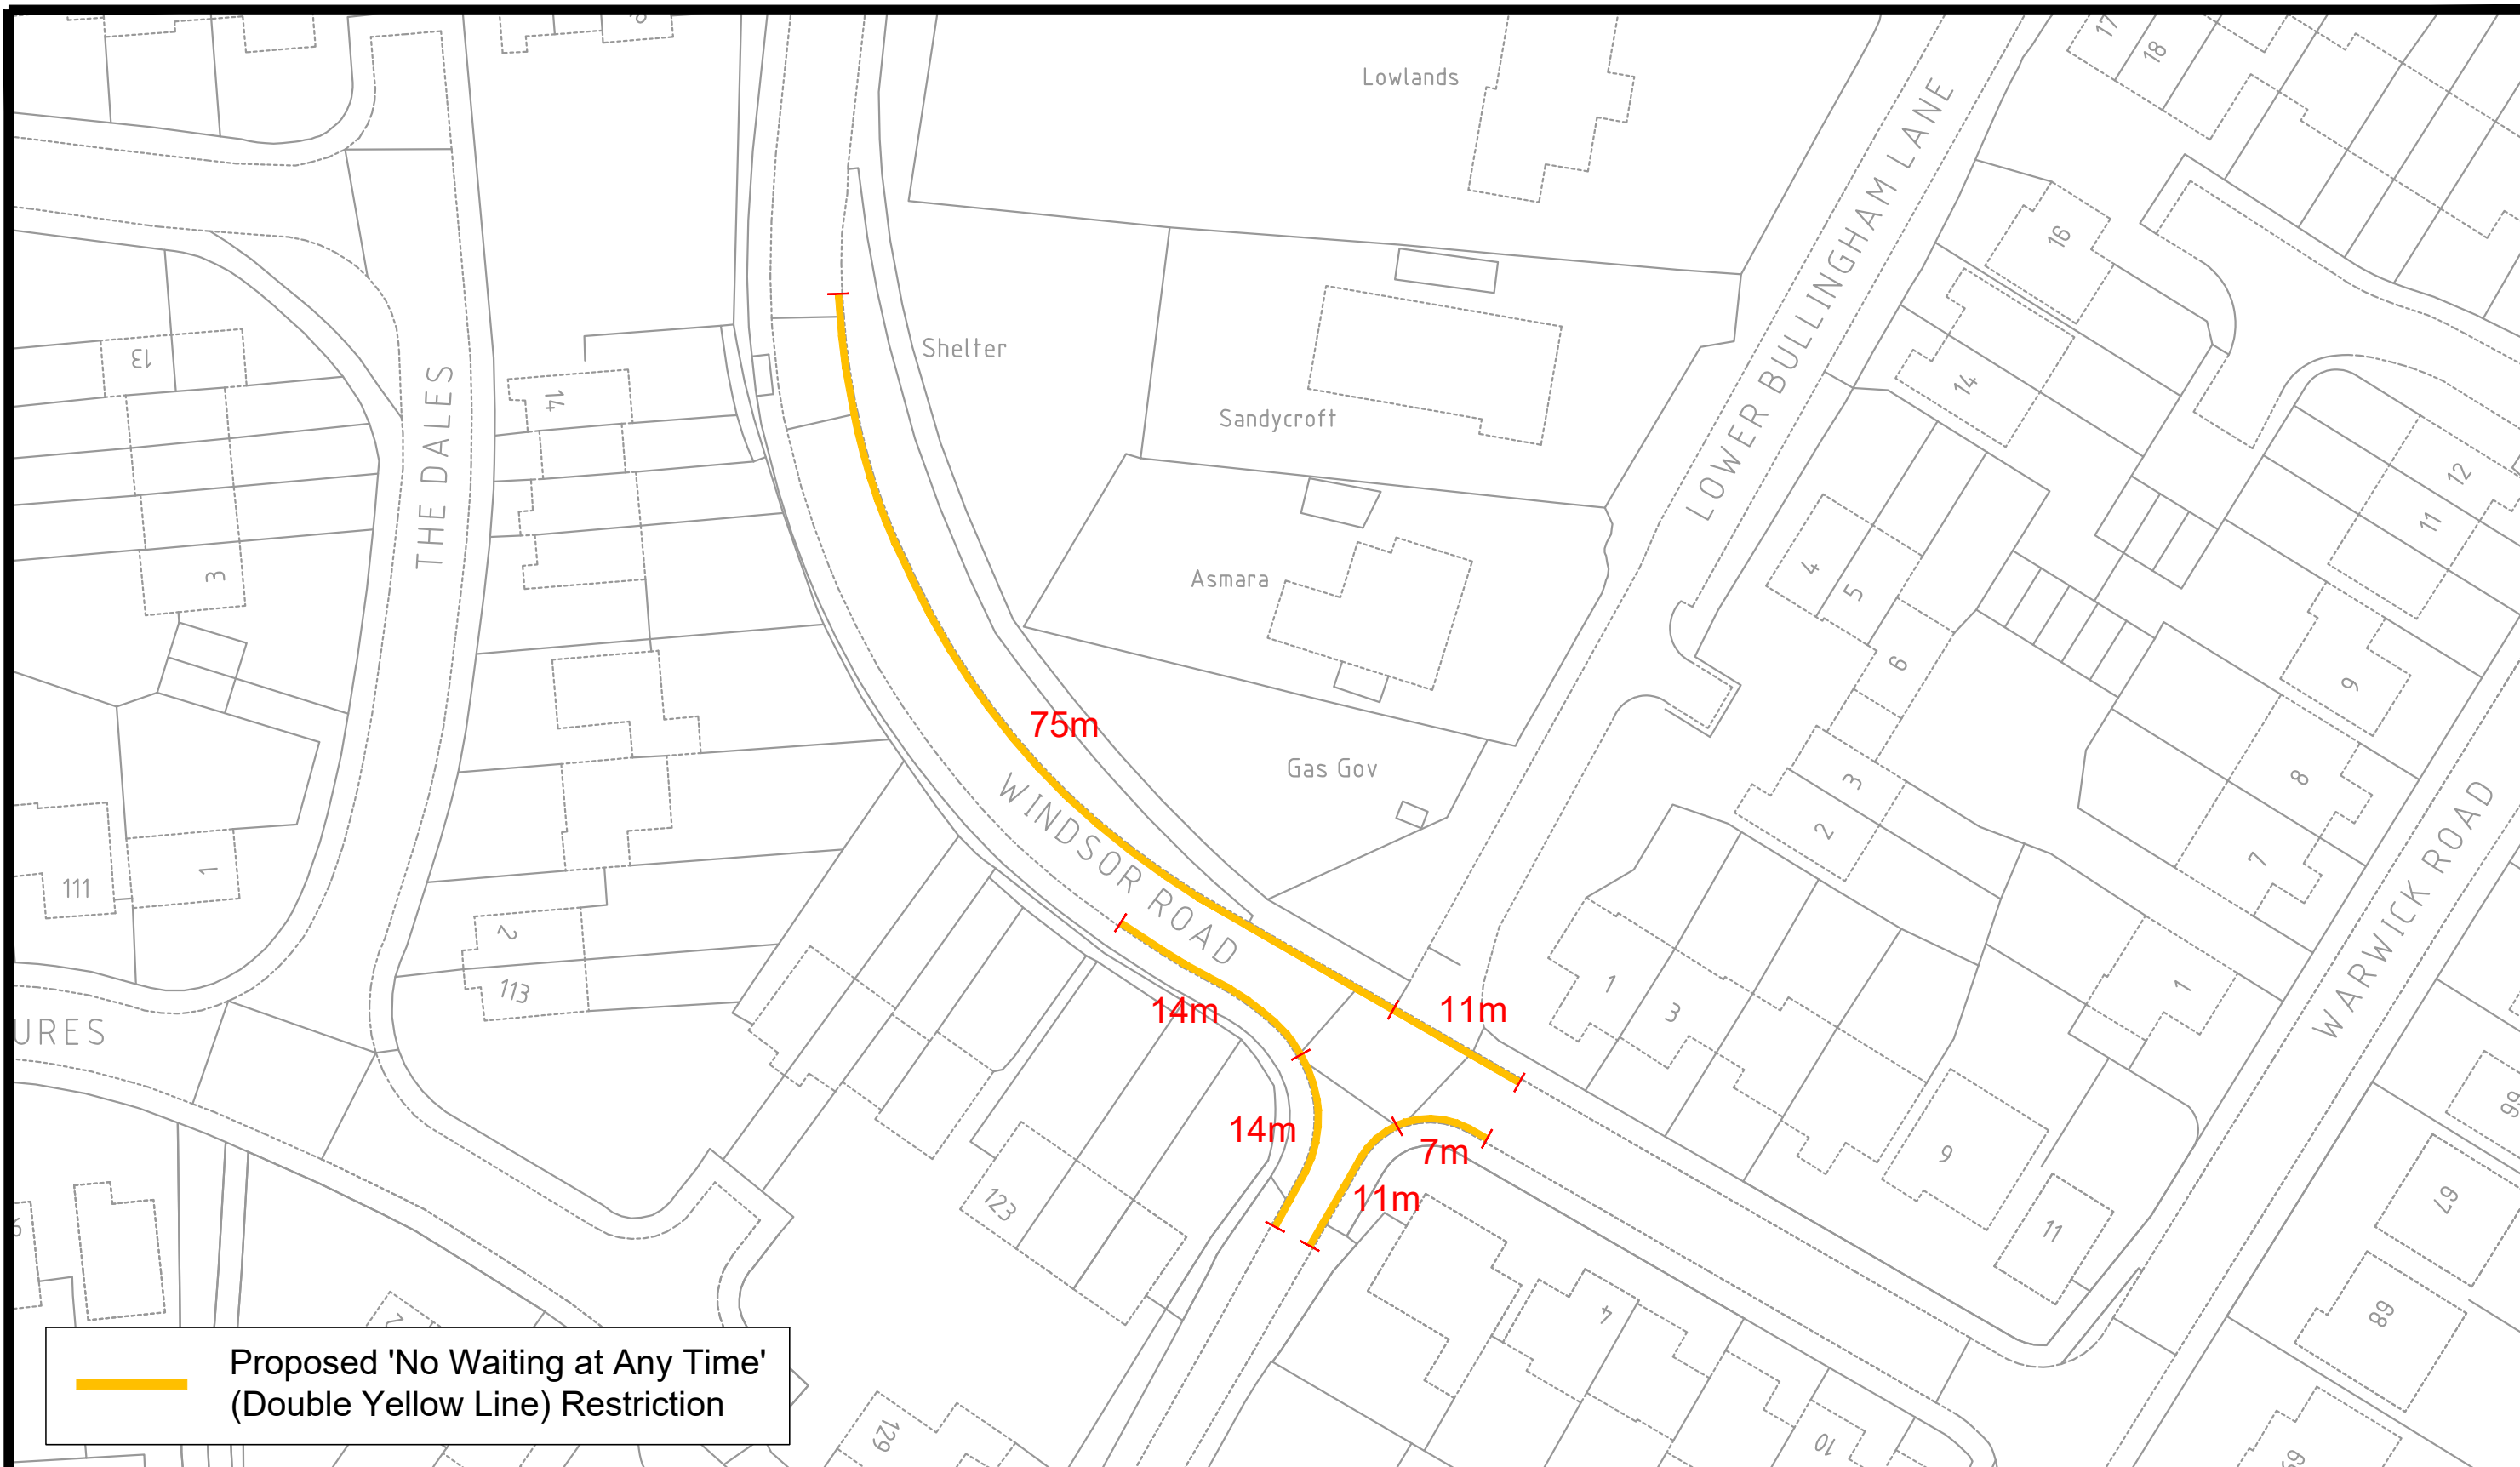 17
18
Lowlands
LOWER BULLINGHAM LANE
16
Shelter
13
14
14
THE DALES
Sandycroft
12
11
4
5
3
Asmara
6
9
75m
Gas Gov
8
3
2
7
WINDSOR ROAD
WARWICK ROAD
111
1
2
113
14m
11m
1
3
1
URES
14m
7m
9
11m
123
11
67
68
4
129
10
69
Proposed 'No Waiting at Any Time'
(Double Yellow Line) Restriction